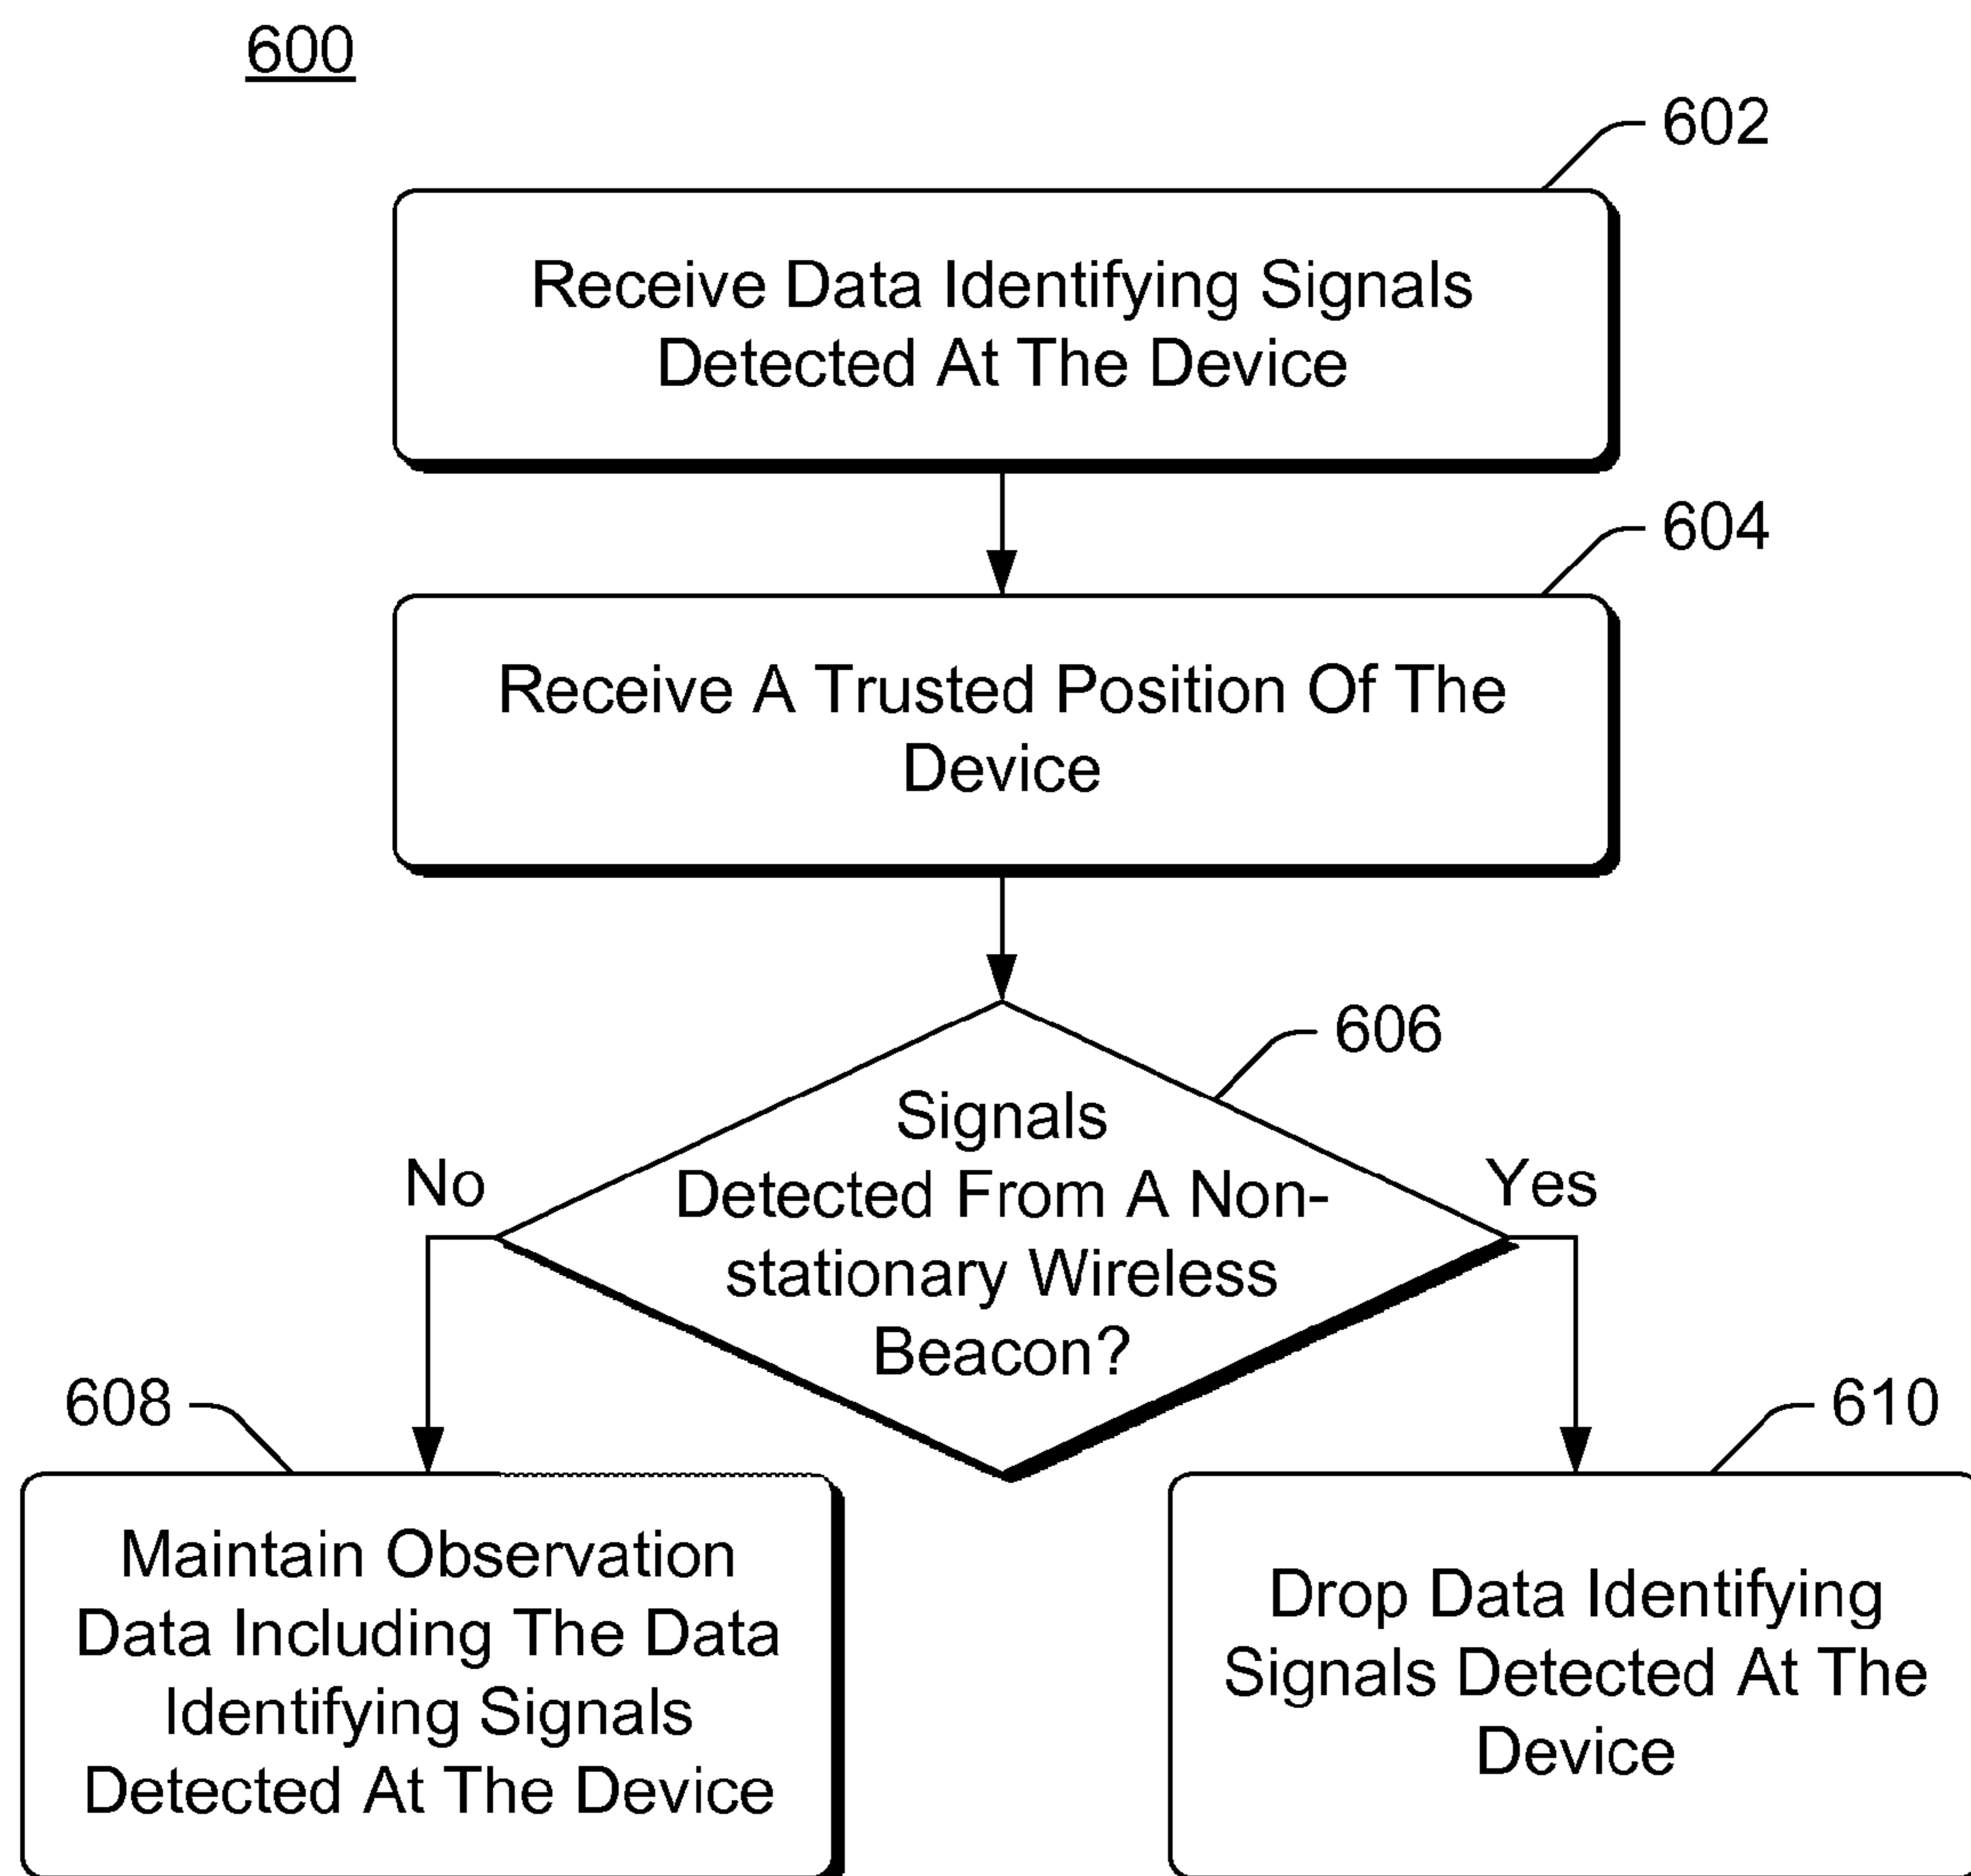 600
602
Receive Data Identifying Signals
Detected At The Device
604
Receive A Trusted Position Of The
Device
606
Signals
Detected From A Non-
stationary Wireless
Beacon?
No
Yes
608
Maintain Observation
Data Including The Data
Identifying Signals
Detected At The Device
610
Drop Data Identifying
Signals Detected At The
Device